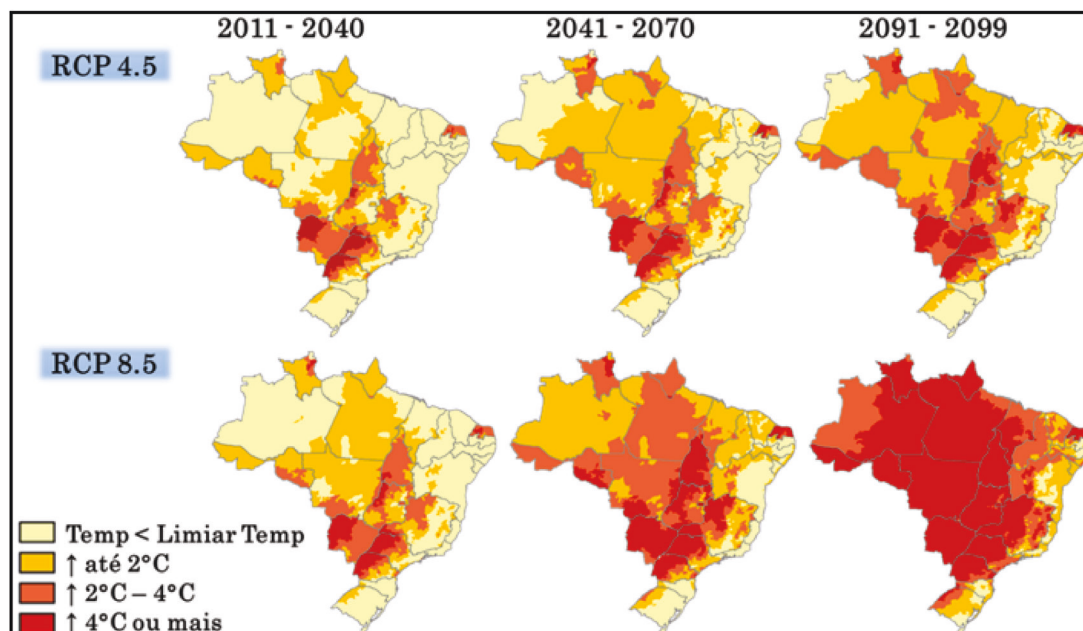 2011 - 2040 2041 - 2070 2091 - 2099
RCP 4.5
RCP 8.5
Temp < Limiar Temp
↑ até 2°C
↑ 2°C – 4°C
↑ 4°C ou mais